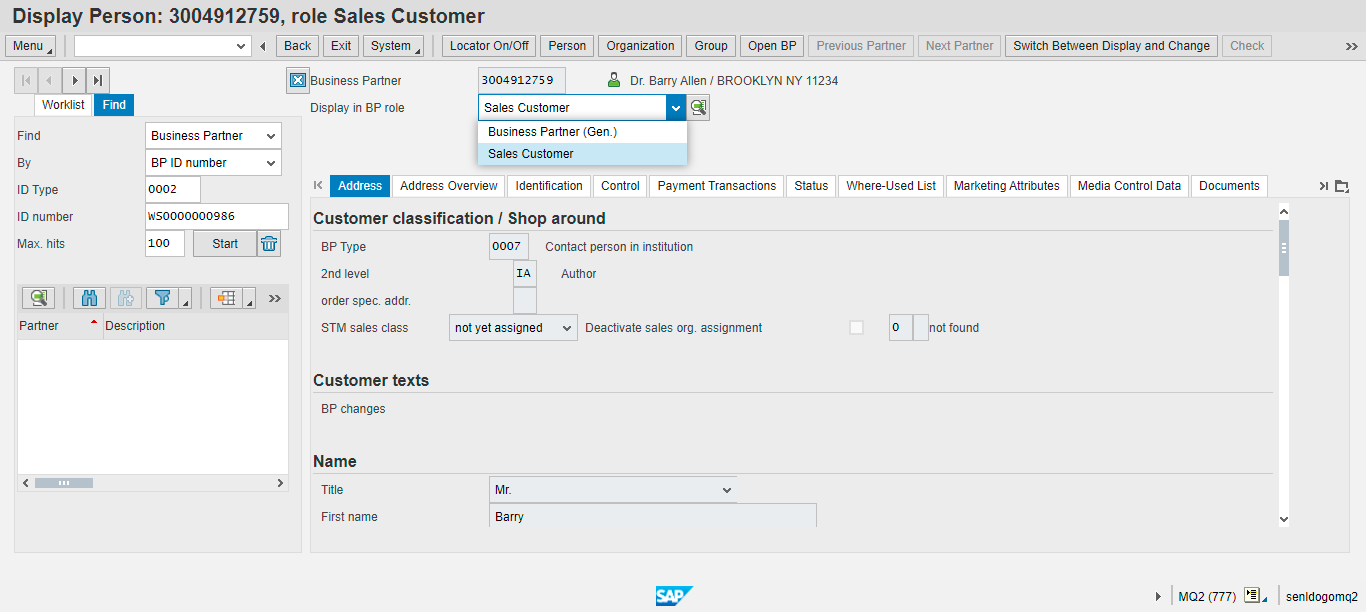 Display Person: 3004912759, role Sales Customer
Menu Back Exit System Locator On/Off Person Organization Group Open BP Previous Partner Next Partner Switch Between Display and Change Check
Business Partner 3004912759 Dr. Barry Allen / BROOKLYN NY 11234
Worklist Find
Display in BP role Sales Customer
Business Partner (Gen.)
Sales Customer
Find Business Partner
By BP ID number
ID Type 0002
ID number WS0000000986
Max. hits 100 Start
Partner Description
Address Address Overview Identification Control Payment Transactions Status Where-Used List Marketing Attributes Media Control Data Documents
Customer classification / Shop around
BP Type 0007 Contact person in institution
2nd level IA Author
order spec. addr.
STM sales class not yet assigned Deactivate sales org. assignment 0 not found
Customer texts
BP changes
Name
Title Mr.
First name Barry
SAP MQ2 (777) senldogomq2